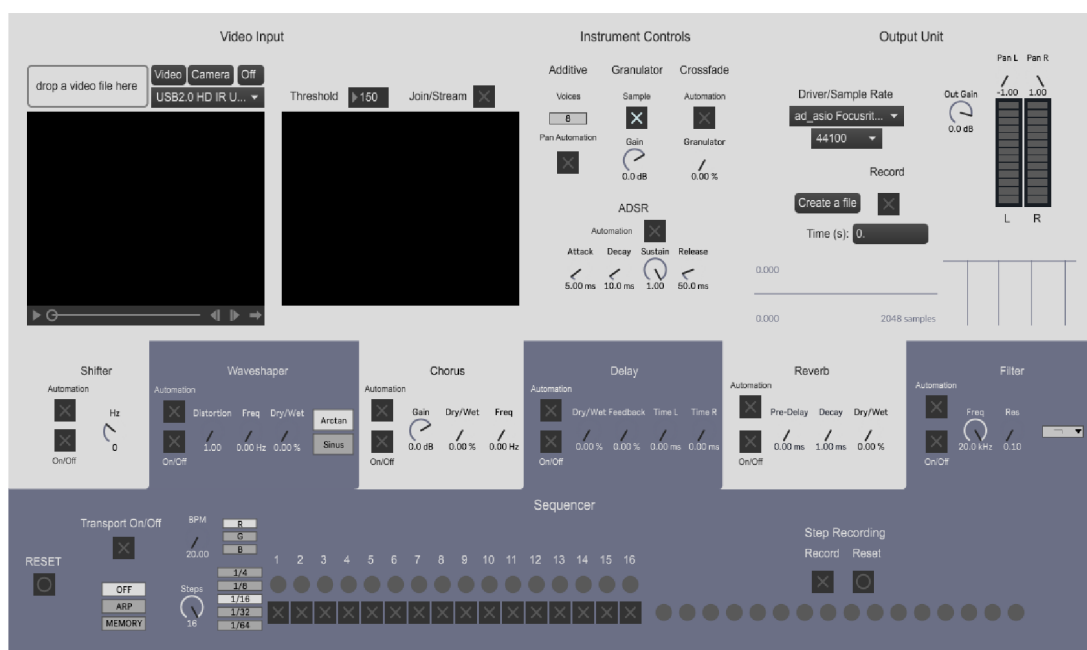 Video Input
drop a video file here
Video Camera Off
USB2.0 HD IR U...
Threshold 150 Join/Stream
Instrument Controls
Additive Granulator Crossfade
Voices Sample Automation
8
Pan Automation Gain Granulator
0.0 dB 0.00 %
ADSR
Automation
Attack Decay Sustain Release
5.00 ms 10.0 ms 1.00 50.0 ms
Output Unit
Pan L Pan R
-1.00 1.00
Driver/Sample Rate
Out Gain
ad_asio Focusrit...
0.0 dB
44100
Record
Create a file
L R
Time (s): 0.
0.000
0.000 2048 samples
Shifter
Automation
Hz
0
On/Off
Waveshaper
Automation
Distortion Freq Dry/Wet
1.00 0.00 Hz 0.00 %
Arctan
Sinus
On/Off
Chorus
Automation
Gain Dry/Wet Freq
0.0 dB 0.00 % 0.00 Hz
On/Off
Delay
Automation
Dry/Wet Feedback Time L Time R
0.00 % 0.00 % 0.00 ms 0.00 ms
On/Off
Reverb
Automation
Pre-Delay Decay Dry/Wet
0.00 ms 1.00 ms 0.00 %
On/Off
Filter
Automation
Freq Res
20.0 kHz 0.10
On/Off
Sequencer
Transport On/Off
BPM
20.00
R
G
B
RESET
OFF
ARP
MEMORY
Steps
16
1/4
1/8
1/16
1/32
1/64
1 2 3 4 5 6 7 8 9 10 11 12 13 14 15 16
Step Recording
Record Reset